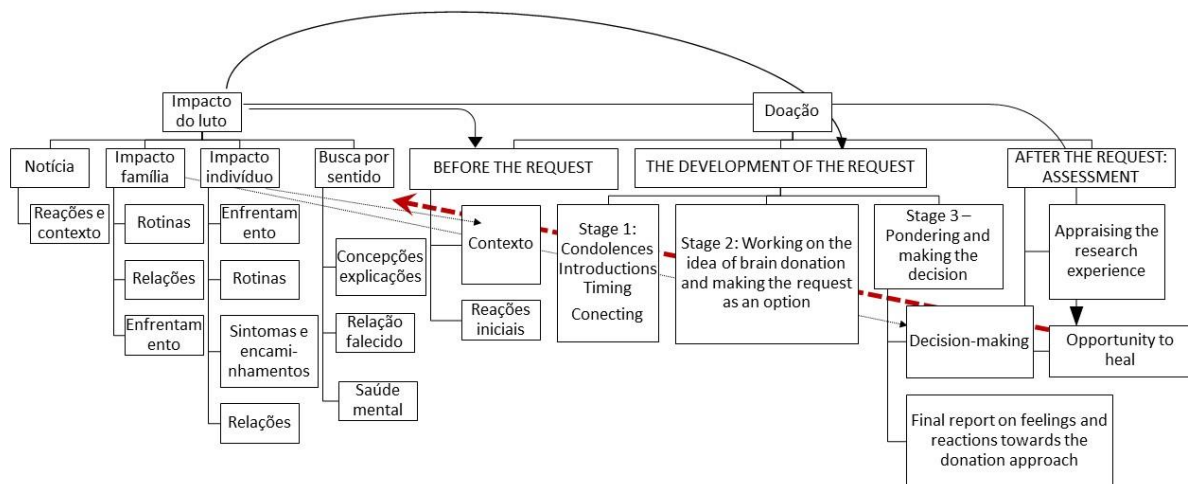 Impacto
do luto
Doação
Notícia
Impacto
família
Impacto
indivíduo
Busca por
sentido
BEFORE THE REQUEST
THE DEVELOPMENT OF THE REQUEST
AFTER THE REQUEST:
ASSESSMENT
Reações e
contexto
Rotinas
Relações
Enfrentam
ento
Enfrentam
ento
Rotinas
Sintomas e
encami-
nhamentos
Relações
Concepções
explicações
Relação
falecido
Saúde
mental
Contexto
Reações
iniciais
Stage 1:
Condolences
Introductions
Timing
Conecting
Stage 2: Working on the
idea of brain donation
and making the request
as an option
Stage 3 –
Pondering and
making the
decision
Decision-making
Final report on feelings and
reactions towards the
donation approach
Appraising the
research
experience
Opportunity to
heal